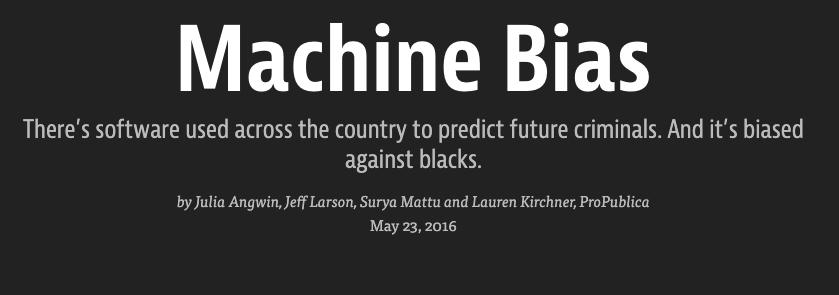 Machine Bias
There’s software used across the country to predict future criminals. And it’s biased
against blacks.
by Julia Angwin, Jeff Larson, Surya Mattu and Lauren Kirchner, ProPublica
May 23, 2016